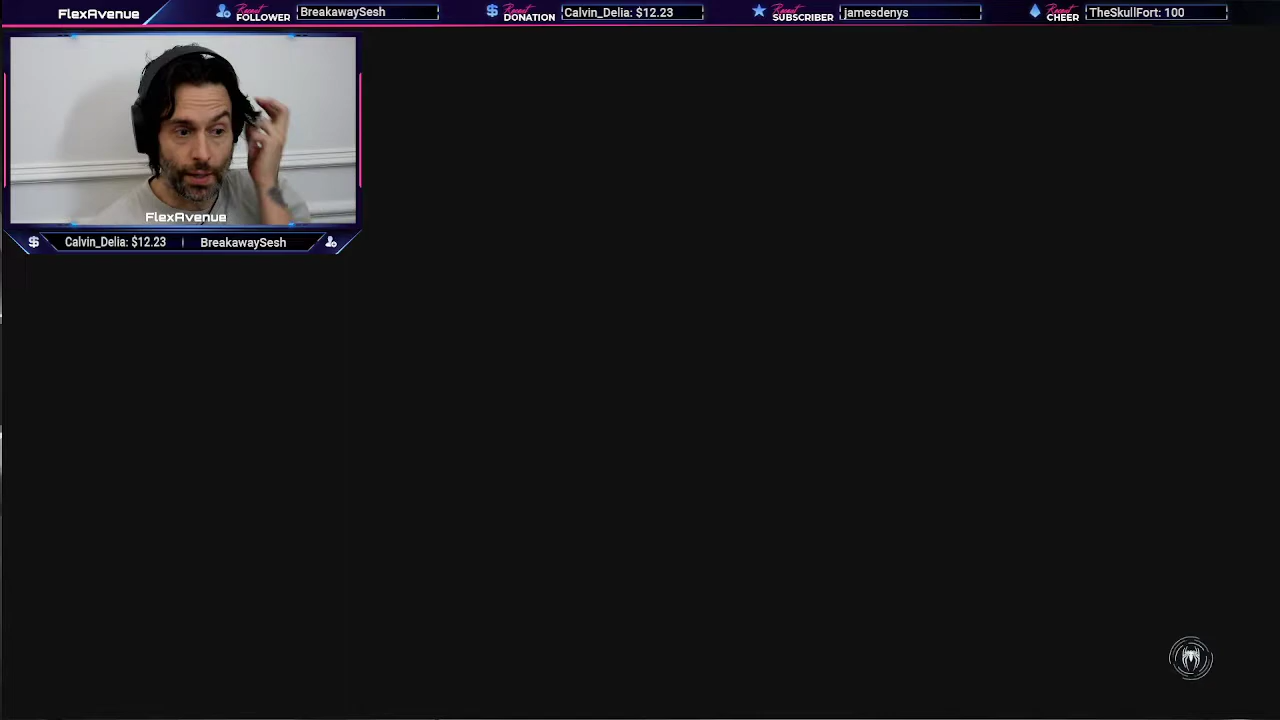 FlexAvenue
Recent
FOLLOWER
BreakawaySesh
Recent
DONATION
Calvin_Delia: $12.23
Recent
SUBSCRIBER
jamesdenys
Recent
CHEER
TheSkullFort: 100
FlexAvenue
$ Calvin_Delia: $12.23 | BreakawaySesh